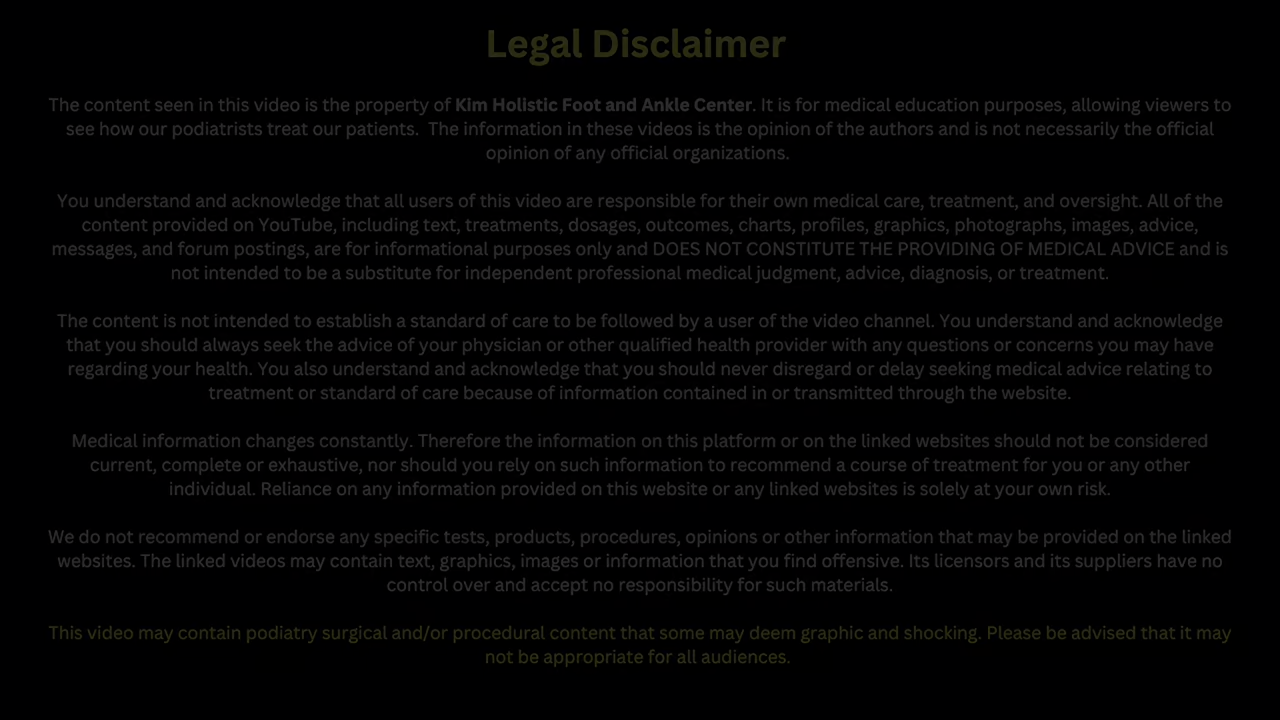 Legal Disclaimer
The content seen in this video is the property of Kim Holistic Foot and Ankle Center. It is for medical education purposes, allowing viewers to
see how our podiatrists treat our patients.  The information in these videos is the opinion of the authors and is not necessarily the official
opinion of any official organizations.
You understand and acknowledge that all users of this video are responsible for their own medical care, treatment, and oversight. All of the
content provided on YouTube, including text, treatments, dosages, outcomes, charts, profiles, graphics, photographs, images, advice,
messages, and forum postings, are for informational purposes only and DOES NOT CONSTITUTE THE PROVIDING OF MEDICAL ADVICE and is
not intended to be a substitute for independent professional medical judgment, advice, diagnosis, or treatment.
The content is not intended to establish a standard of care to be followed by a user of the video channel. You understand and acknowledge
that you should always seek the advice of your physician or other qualified health provider with any questions or concerns you may have
regarding your health. You also understand and acknowledge that you should never disregard or delay seeking medical advice relating to
treatment or standard of care because of information contained in or transmitted through the website.
Medical information changes constantly. Therefore the information on this platform or on the linked websites should not be considered
current, complete or exhaustive, nor should you rely on such information to recommend a course of treatment for you or any other
individual. Reliance on any information provided on this website or any linked websites is solely at your own risk.
We do not recommend or endorse any specific tests, products, procedures, opinions or other information that may be provided on the linked
websites. The linked videos may contain text, graphics, images or information that you find offensive. Its licensors and its suppliers have no
control over and accept no responsibility for such materials.
This video may contain podiatry surgical and/or procedural content that some may deem graphic and shocking. Please be advised that it may
not be appropriate for all audiences.